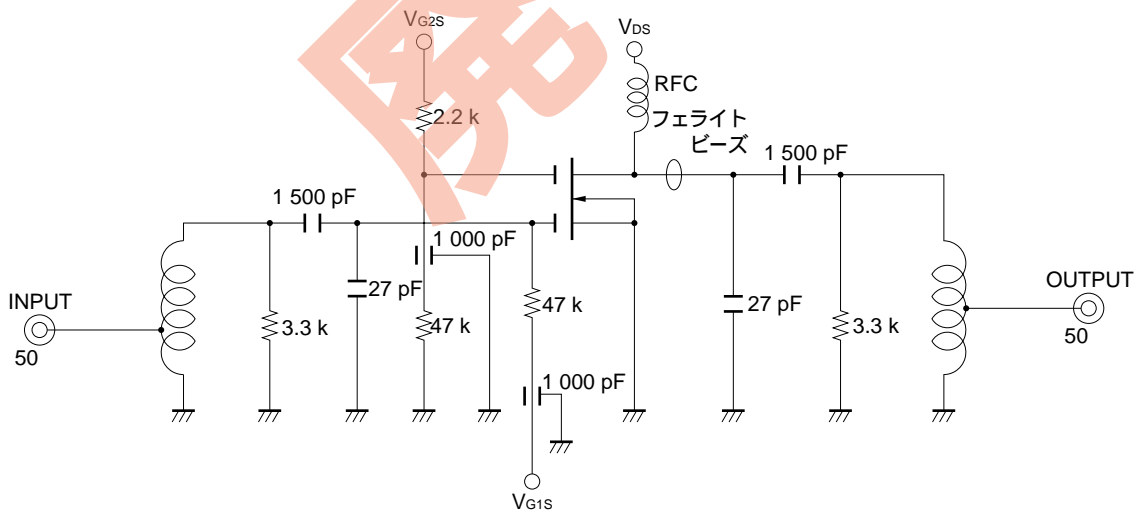 VG2S
VDS
RFC
フェライト
ビーズ
2.2 k
1 500 pF
1 500 pF
1 000 pF
INPUT
50
3.3 k
27 pF
47 k
47 k
1 000 pF
27 pF
3.3 k
OUTPUT
50
VG1S